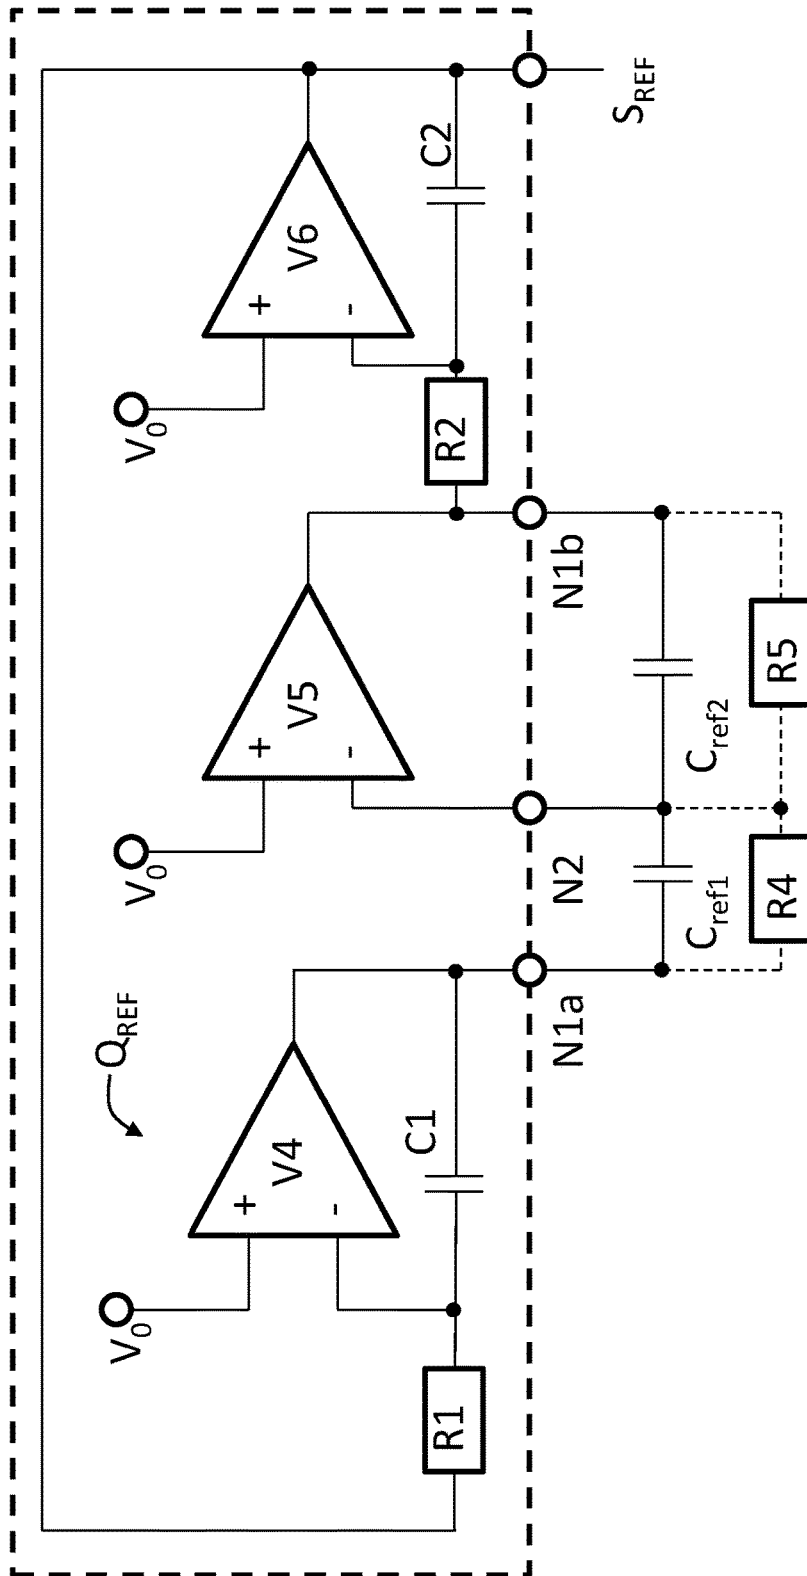 Q_REF
V₀
+
-
V4
C1
R1
V₀
+
-
V5
V₀
+
-
V6
R2
C2
N1a
N2
N1b
S_REF
C_ref1
C_ref2
R4
R5